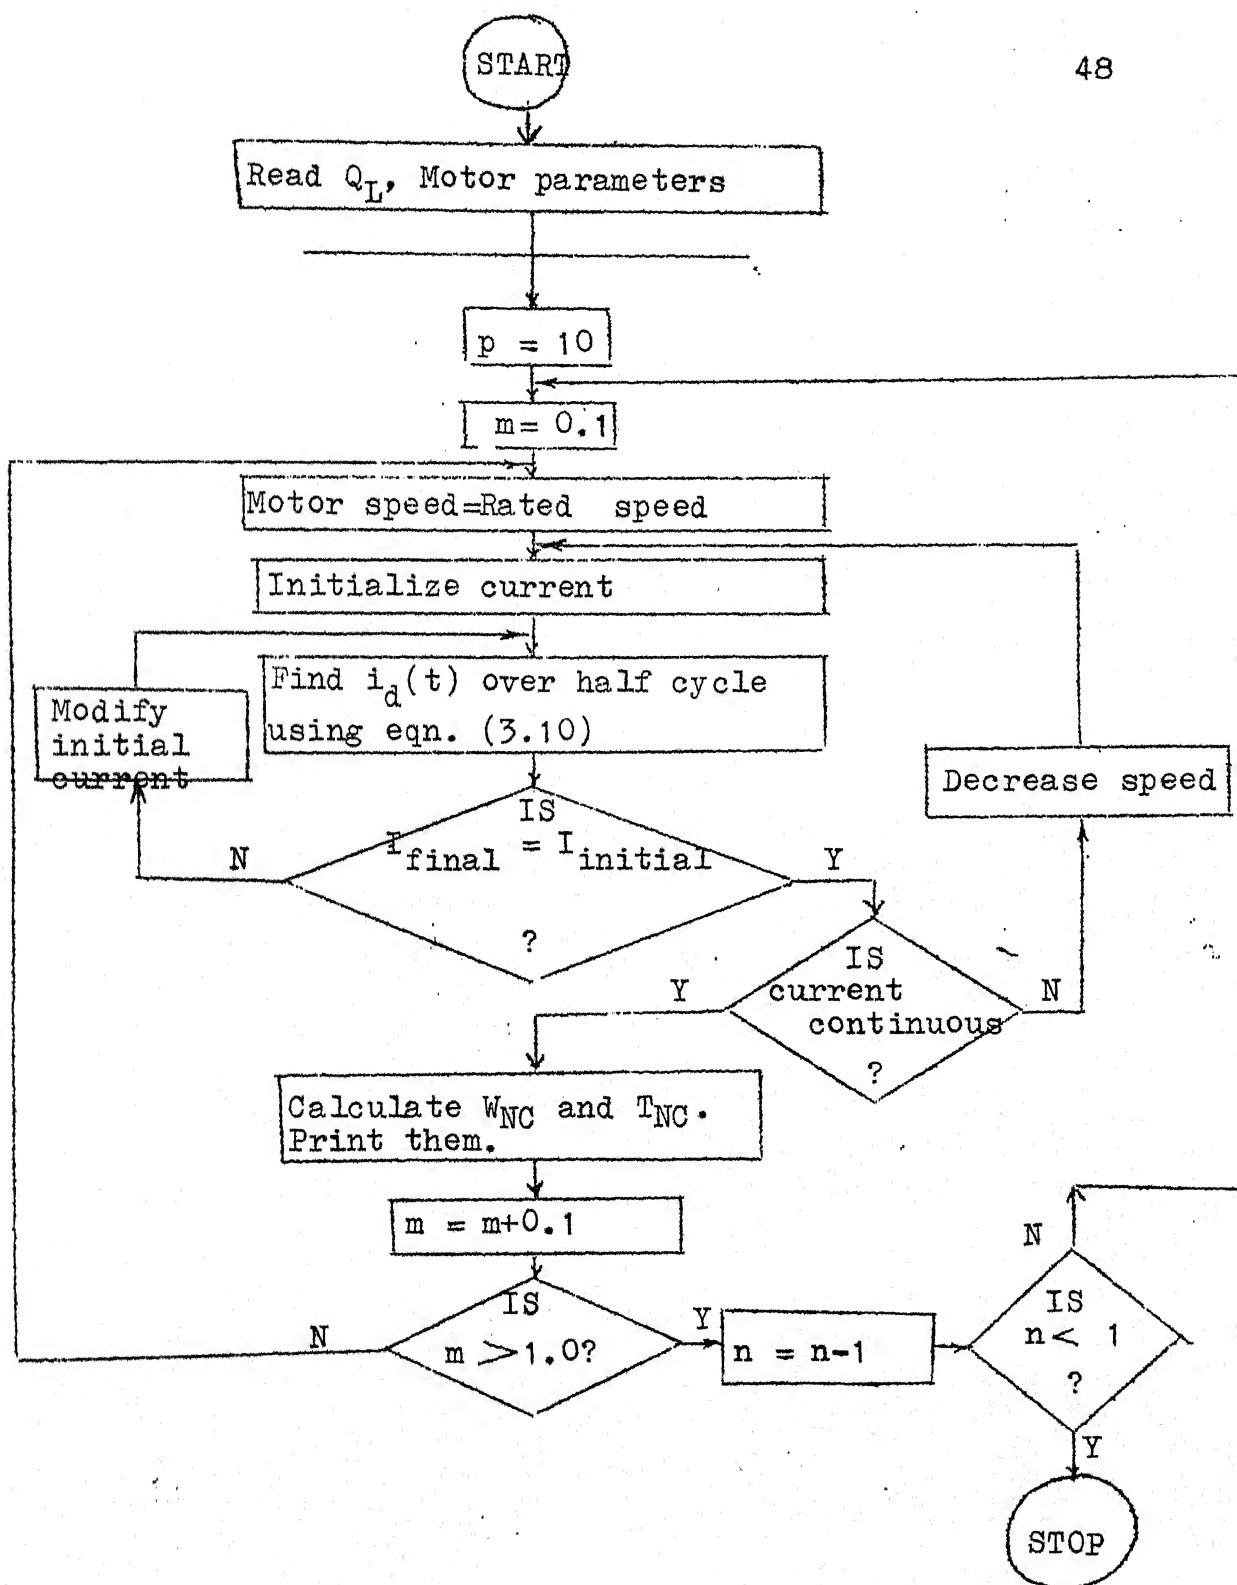 48
START
Read Q_L, Motor parameters
p = 10
m= 0.1
Motor speed=Rated speed
Initialize current
Find i_d(t) over half cycle
using eqn. (3.10)
Modify
initial
current
Decrease speed
IS
I_final = I_initial
?
N
Y
IS
current
continuous
?
Y
N
Calculate W_NC and T_NC.
Print them.
m = m+0.1
IS
m >1.0?
N
Y
n = n-1
IS
n< 1
?
N
Y
STOP